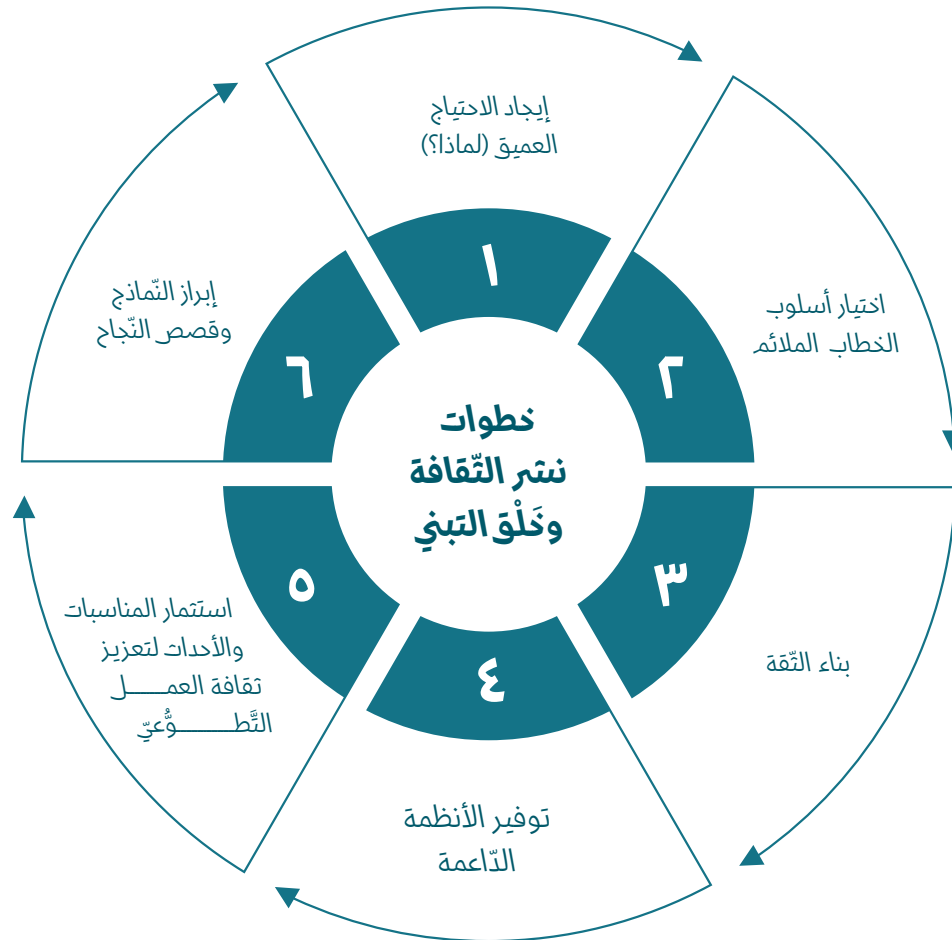 خطوات
نشر الثّقافة
وخَلْق التبني
١
إيجاد الاحتياج
العميق (لماذا؟)
٢
اختيار أسلوب
الخطاب الملائم
٣
بناء الثّقة
٤
توفير الأنظمة
الدّاعمة
٥
استثمار المناسبات
والأحداث لتعزيز
ثقافة العمـــــل
التَّطـــــــوُّعيّ
٦
إبراز النّماذج
وقصص النّجاح